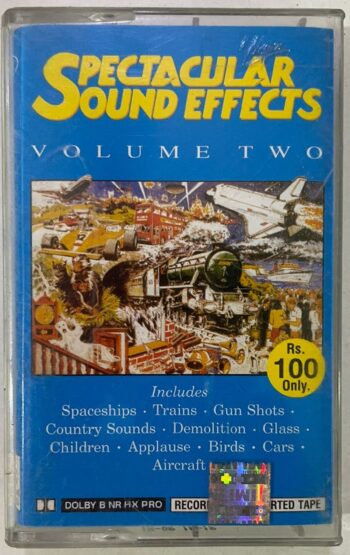 SPECTACULAR
SOUND EFFECTS
VOLUME TWO
Rs.
100
Only.
Includes
Spaceships · Trains · Gun Shots ·
Country Sounds · Demolition · Glass ·
Children · Applause · Birds · Cars ·
Aircraft
DOLBY B NR HX PRO
RECOR
RTED TAPE